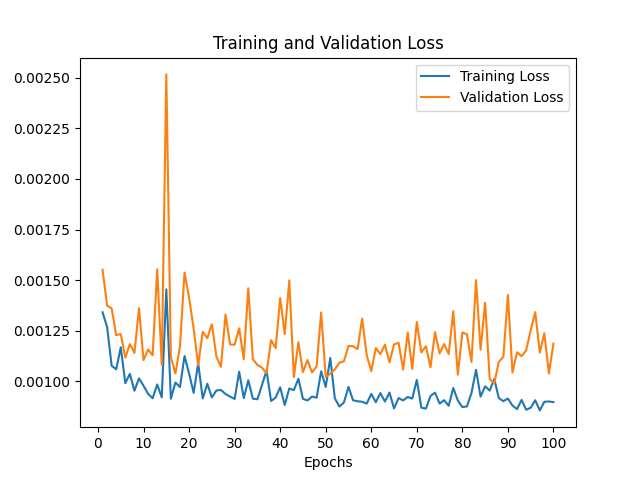 Training and Validation Loss
Training Loss
Validation Loss
0.00250
0.00225
0.00200
0.00175
0.00150
0.00125
0.00100
0 10 20 30 40 50 60 70 80 90 100
Epochs